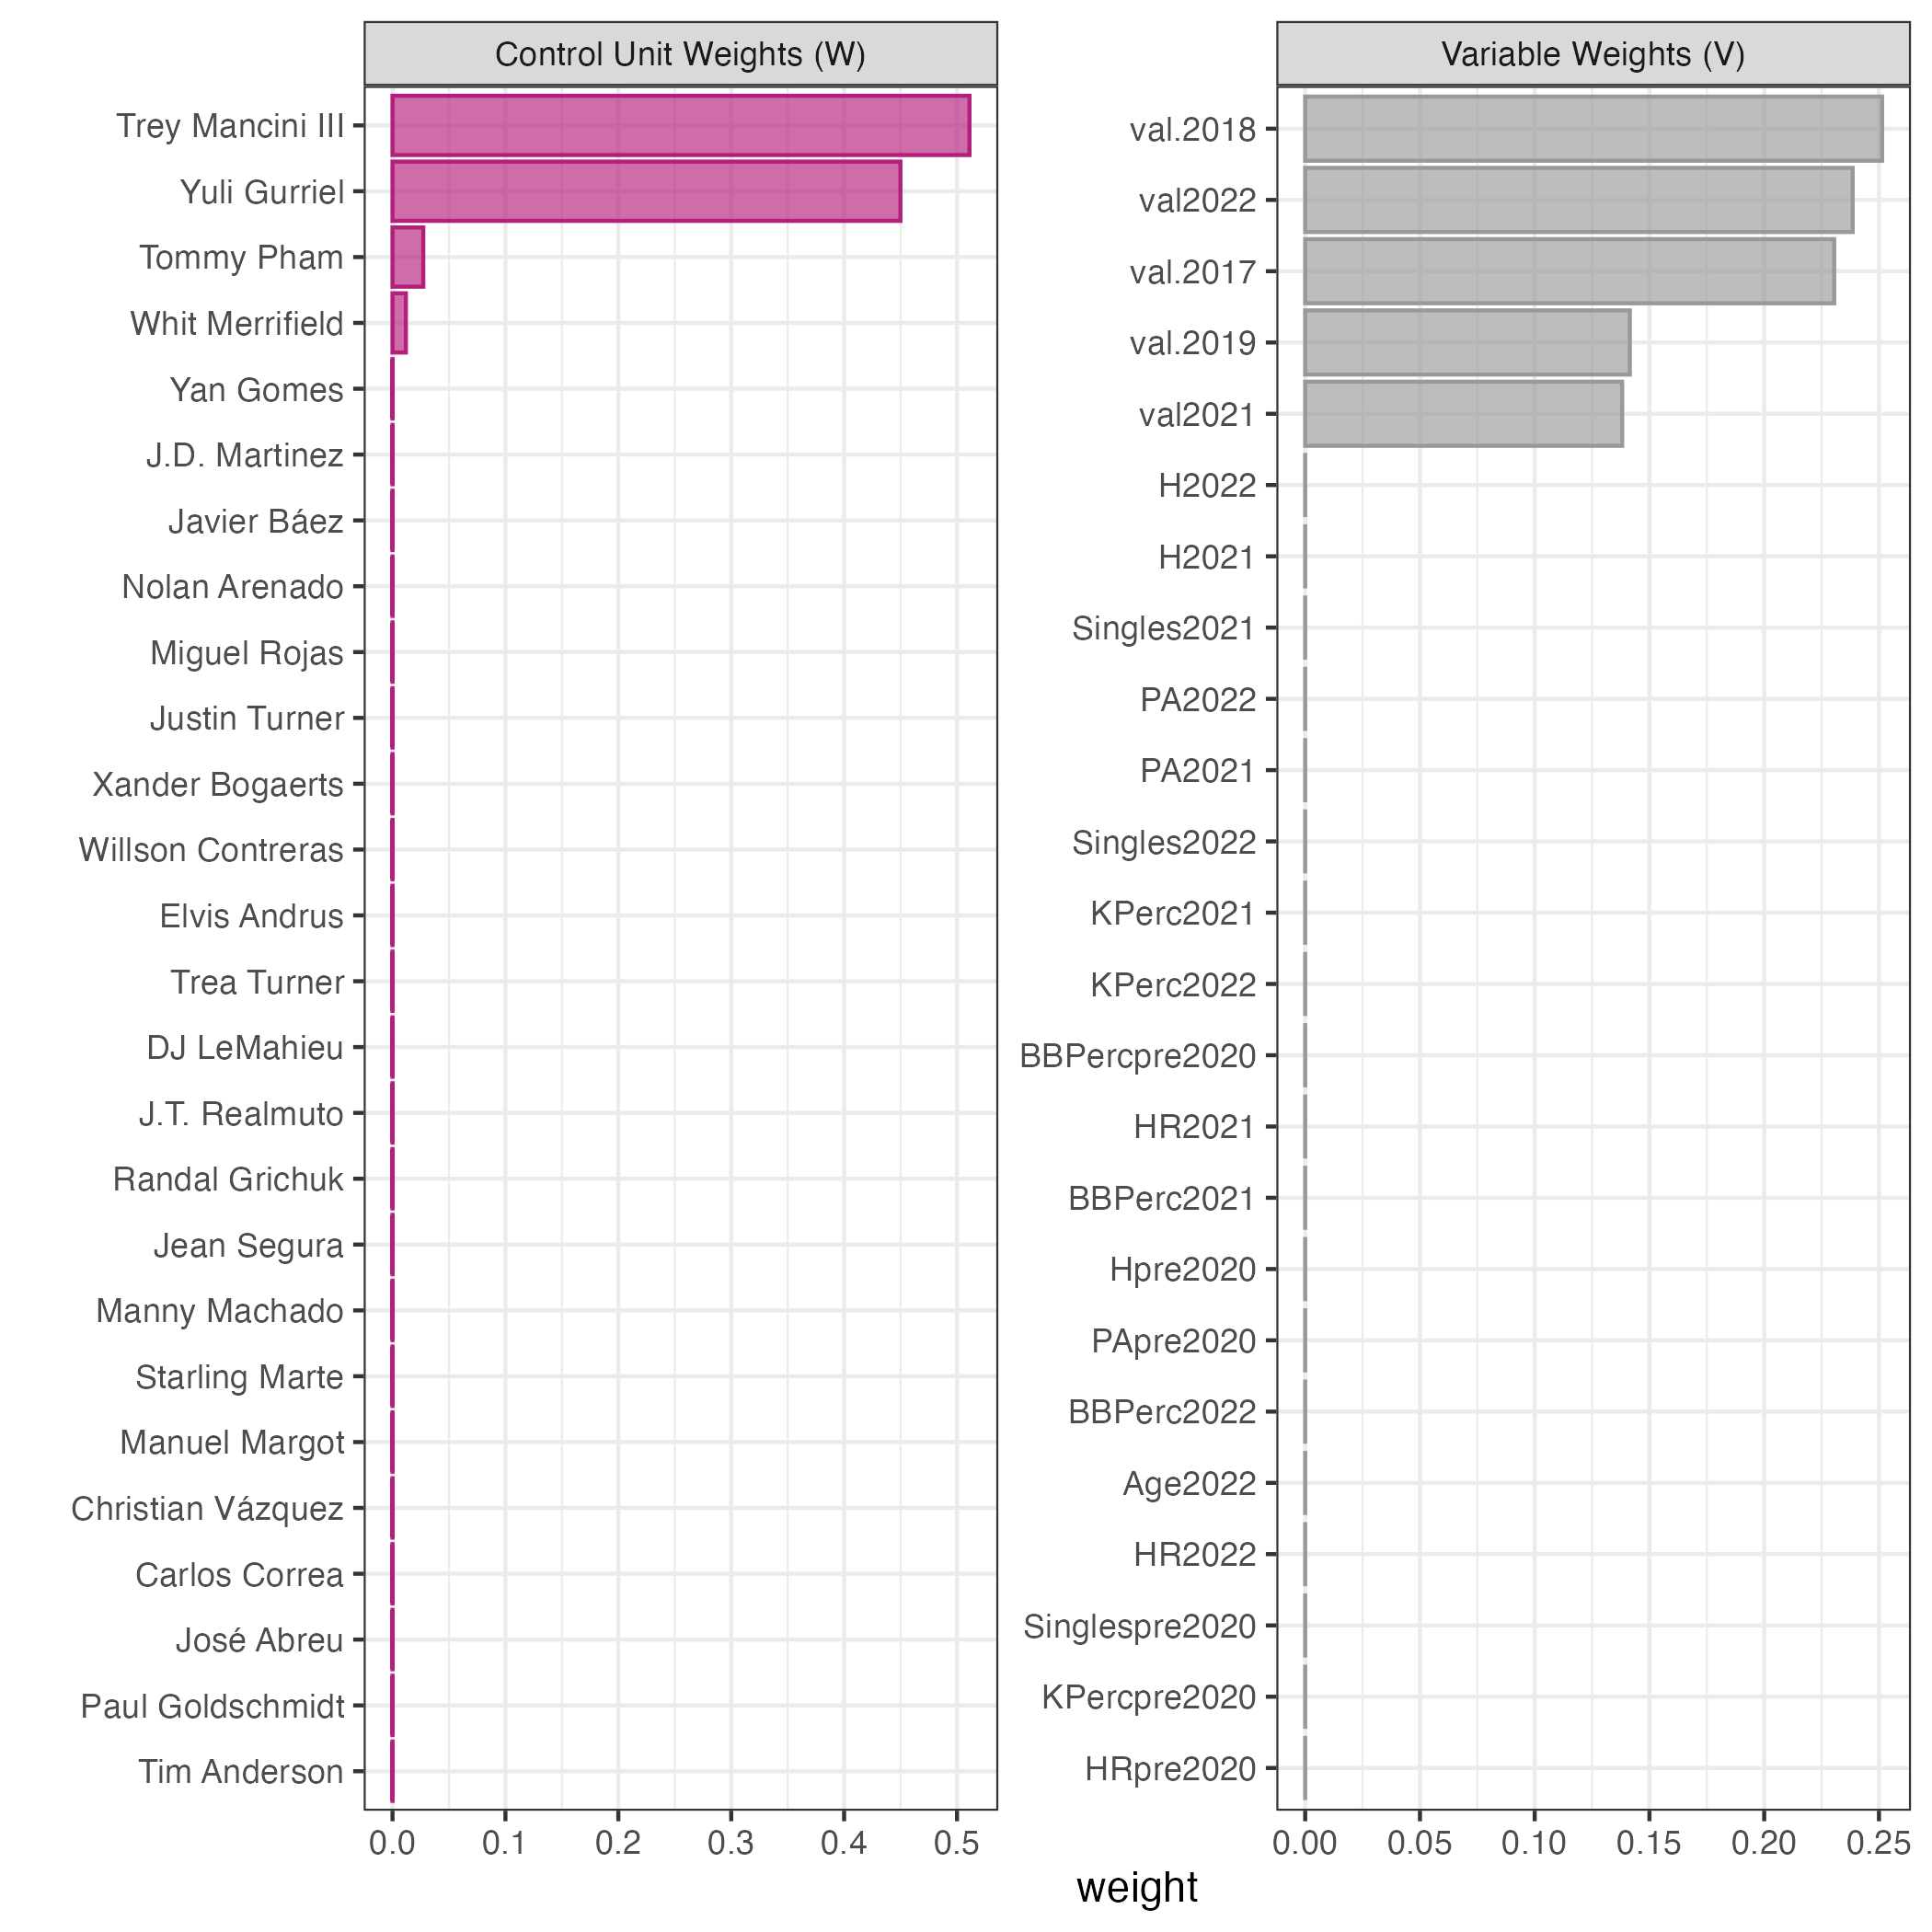 Control Unit Weights (W)
Trey Mancini III
Yuli Gurriel
Tommy Pham
Whit Merrifield
Yan Gomes
J.D. Martinez
Javier Báez
Nolan Arenado
Miguel Rojas
Justin Turner
Xander Bogaerts
Willson Contreras
Elvis Andrus
Trea Turner
DJ LeMahieu
J.T. Realmuto
Randal Grichuk
Jean Segura
Manny Machado
Starling Marte
Manuel Margot
Christian Vázquez
Carlos Correa
José Abreu
Paul Goldschmidt
Tim Anderson
0.0 0.1 0.2 0.3 0.4 0.5
Variable Weights (V)
val.2018
val2022
val.2017
val.2019
val2021
H2022
H2021
Singles2021
PA2022
PA2021
Singles2022
KPerc2021
KPerc2022
BBPercpre2020
HR2021
BBPerc2021
Hpre2020
PApre2020
BBPerc2022
Age2022
HR2022
Singlespre2020
KPercpre2020
HRpre2020
0.00 0.05 0.10 0.15 0.20 0.25
weight